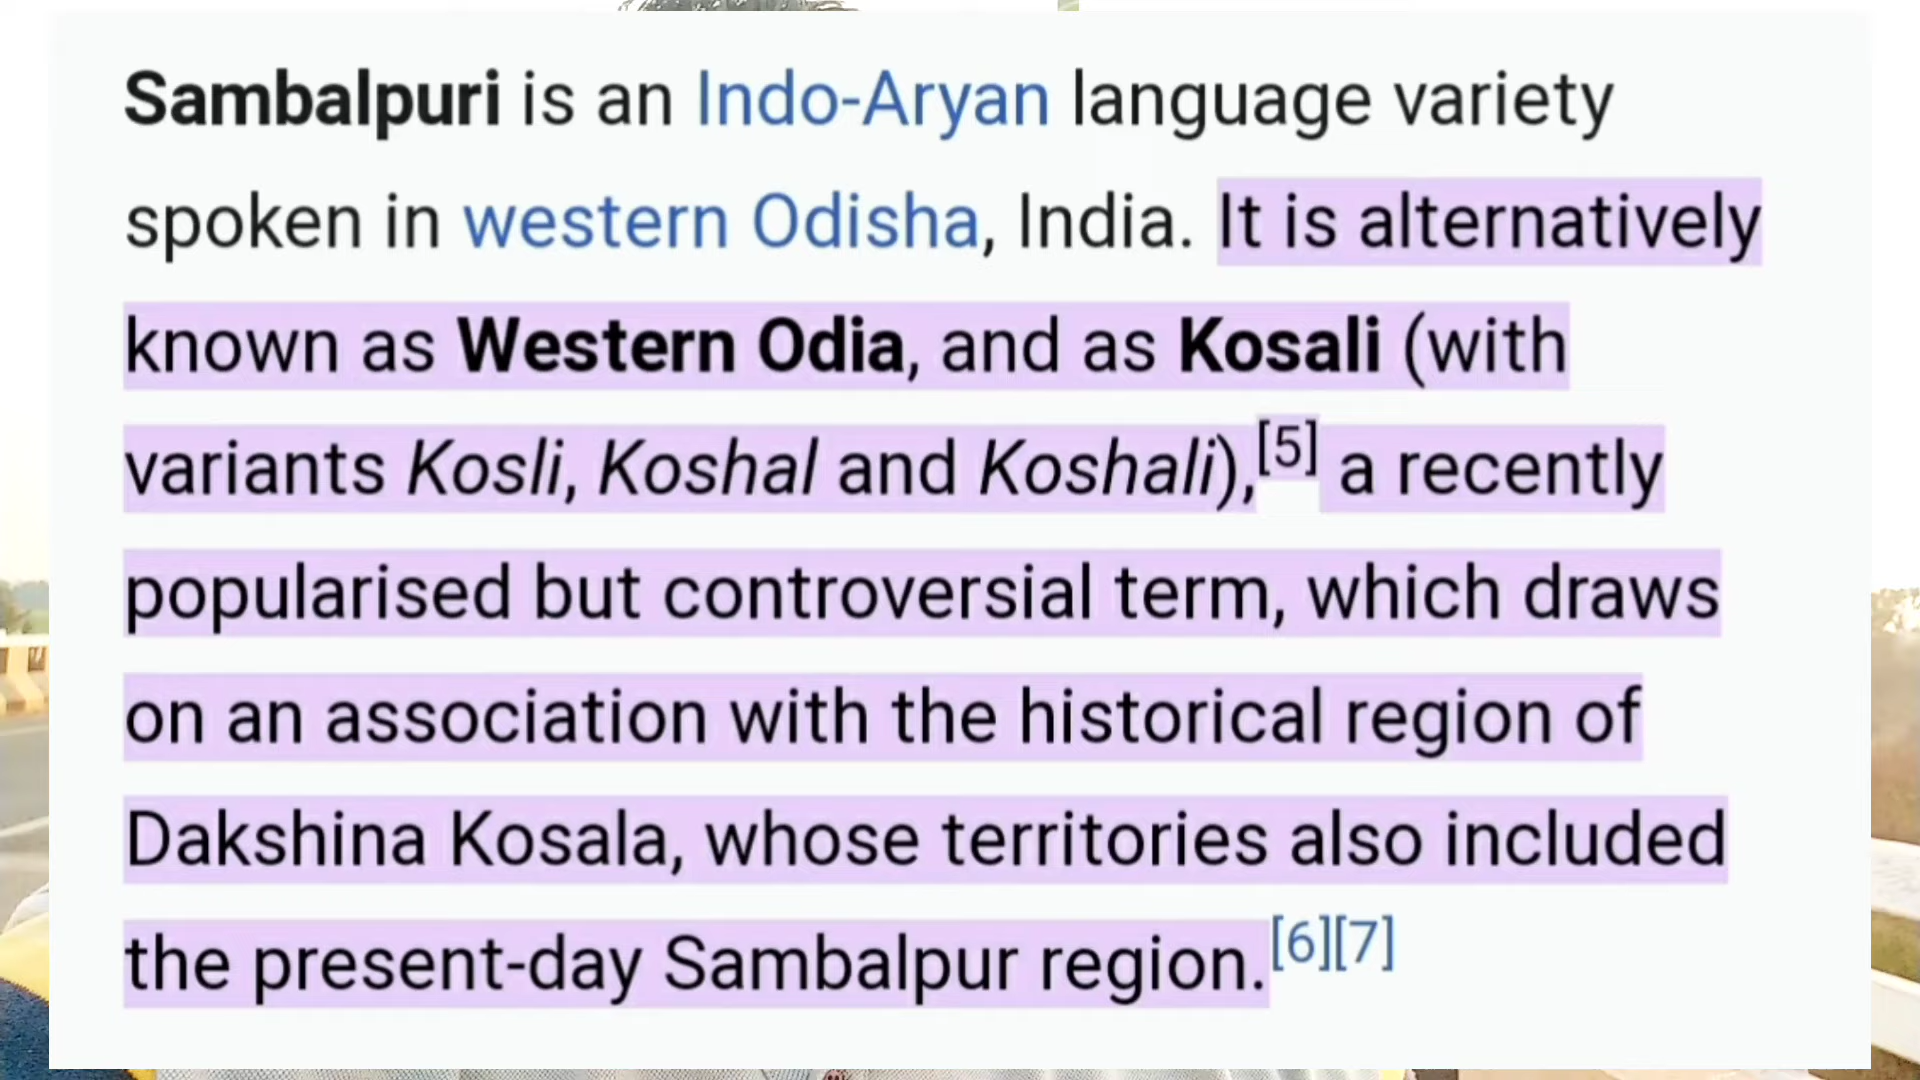 Sambalpuri is an Indo-Aryan language variety
spoken in western Odisha, India. It is alternatively
known as Western Odia, and as Kosali (with
variants Kosli, Koshal and Koshali),[5] a recently
popularised but controversial term, which draws
on an association with the historical region of
Dakshina Kosala, whose territories also included
the present-day Sambalpur region.[6][7]